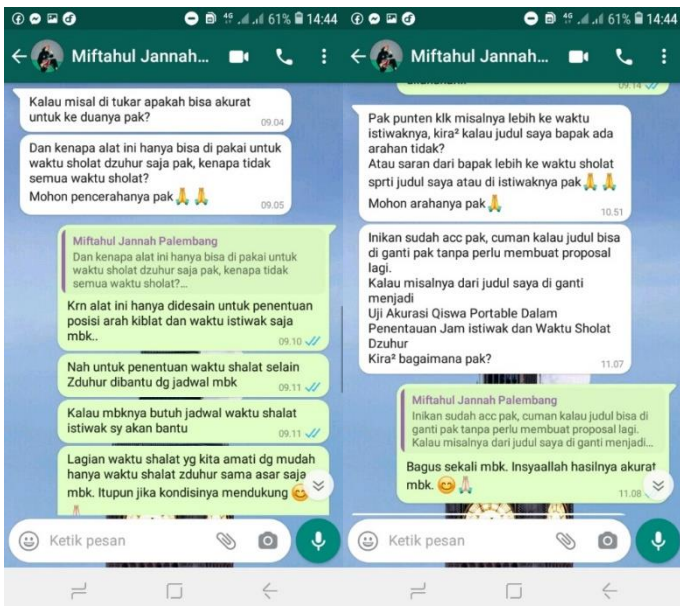 4G 61% 14:44
Miftahul Jannah...
Kalau misal di tukar apakah bisa akurat
untuk ke duanya pak?
09.04
Dan kenapa alat ini hanya bisa di pakai untuk
waktu sholat dzuhur saja pak, kenapa tidak
semua waktu sholat?
Mohon pencerahanya pak🙏🙏
09.05
Miftahul Jannah Palembang
Dan kenapa alat ini hanya bisa di pakai untuk
waktu sholat dzuhur saja pak, kenapa tidak
semua waktu sholat?...
Krn alat ini hanya didesain untuk penentuan
posisi arah kiblat dan waktu istiwak saja
mbk..
09.10
Nah untuk penentuan waktu shalat selain
Zduhur dibantu dg jadwal mbk
09.11
Kalau mbknya butuh jadwal waktu shalat
istiwak sy akan bantu
09.11
Lagian waktu shalat yg kita amati dg mudah
hanya waktu shalat zduhur sama asar saja
mbk. Itupun jika kondisinya mendukung😊
🙏
Ketik pesan
4G 61% 14:44
Miftahul Jannah...
09.14
Pak punten klk misalnya lebih ke waktu
istiwaknya, kira² kalau judul saya bapak ada
arahan tidak?
Atau saran dari bapak lebih ke waktu sholat
sprti judul saya atau di istiwaknya pak🙏🙏
Mohon arahanya pak🙏
10.51
Inikan sudah acc pak, cuman kalau judul bisa
di ganti pak tanpa perlu membuat proposal
lagi.
Kalau misalnya dari judul saya di ganti
menjadi
Uji Akurasi Qiswa Portable Dalam
Penentauan Jam istiwak dan Waktu Sholat
Dzuhur
Kira² bagaimana pak?
11.07
Miftahul Jannah Palembang
Inikan sudah acc pak, cuman kalau judul bisa
di ganti pak tanpa perlu membuat proposal lagi.
Kalau misalnya dari judul saya di ganti menjadi...
Bagus sekali mbk. Insyaallah hasilnya akurat
mbk. 😊🙏
11.08
Ketik pesan